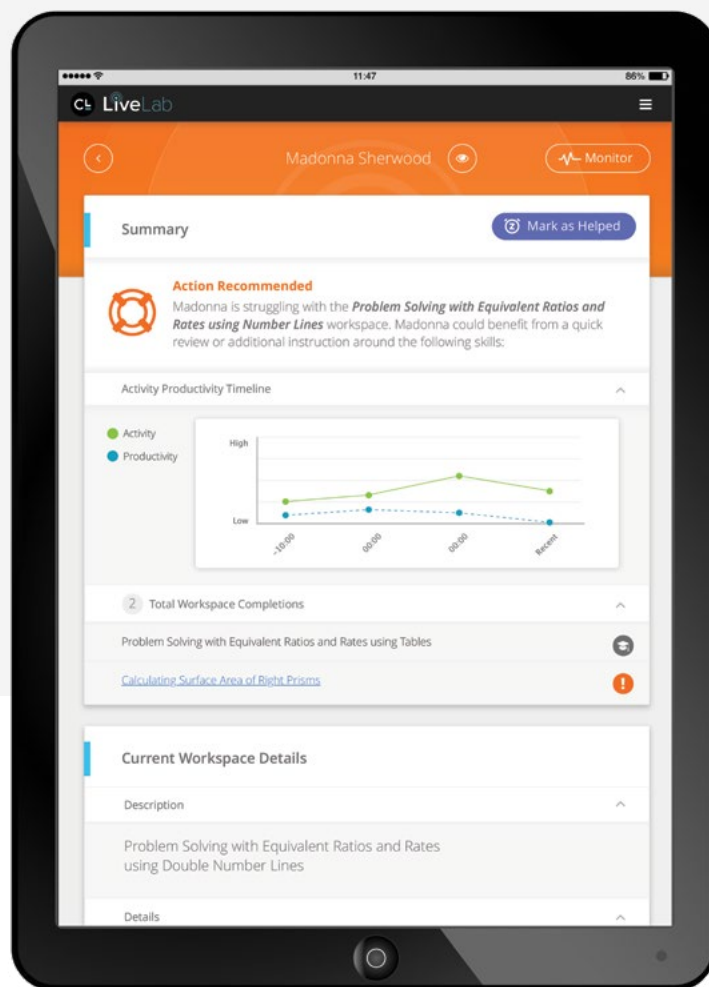 11:47
86%
CL LiveLab
Madonna Sherwood
Monitor
Summary
Mark as Helped
Action Recommended
Madonna is struggling with the Problem Solving with Equivalent Ratios and
Rates using Number Lines workspace. Madonna could benefit from a quick
review or additional instruction around the following skills:
Activity Productivity Timeline
Activity
Productivity
High
Low
-10:00
00:00
00:00
Recent
2 Total Workspace Completions
Problem Solving with Equivalent Ratios and Rates using Tables
Calculating Surface Area of Right Prisms
Current Workspace Details
Description
Problem Solving with Equivalent Ratios and Rates
using Double Number Lines
Details